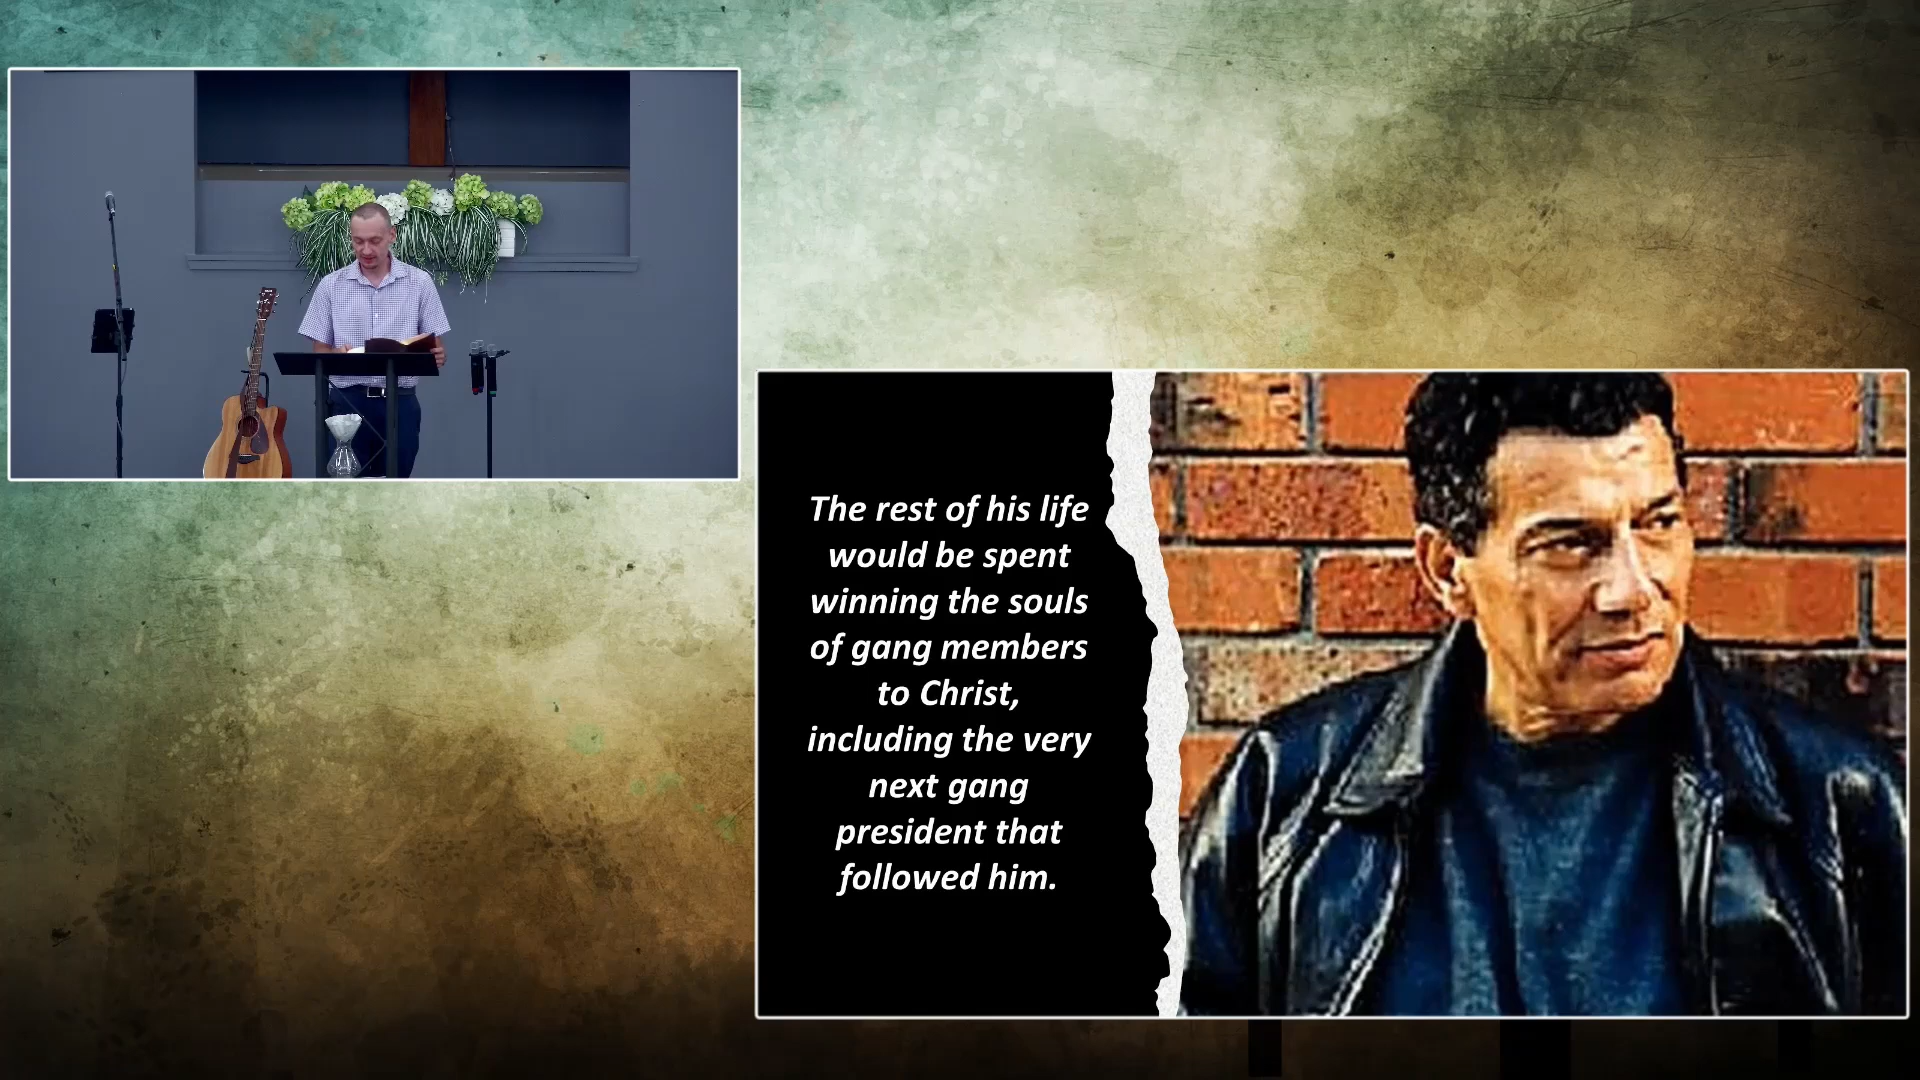 The rest of his life
would be spent
winning the souls
of gang members
to Christ,
including the very
next gang
president that
followed him.